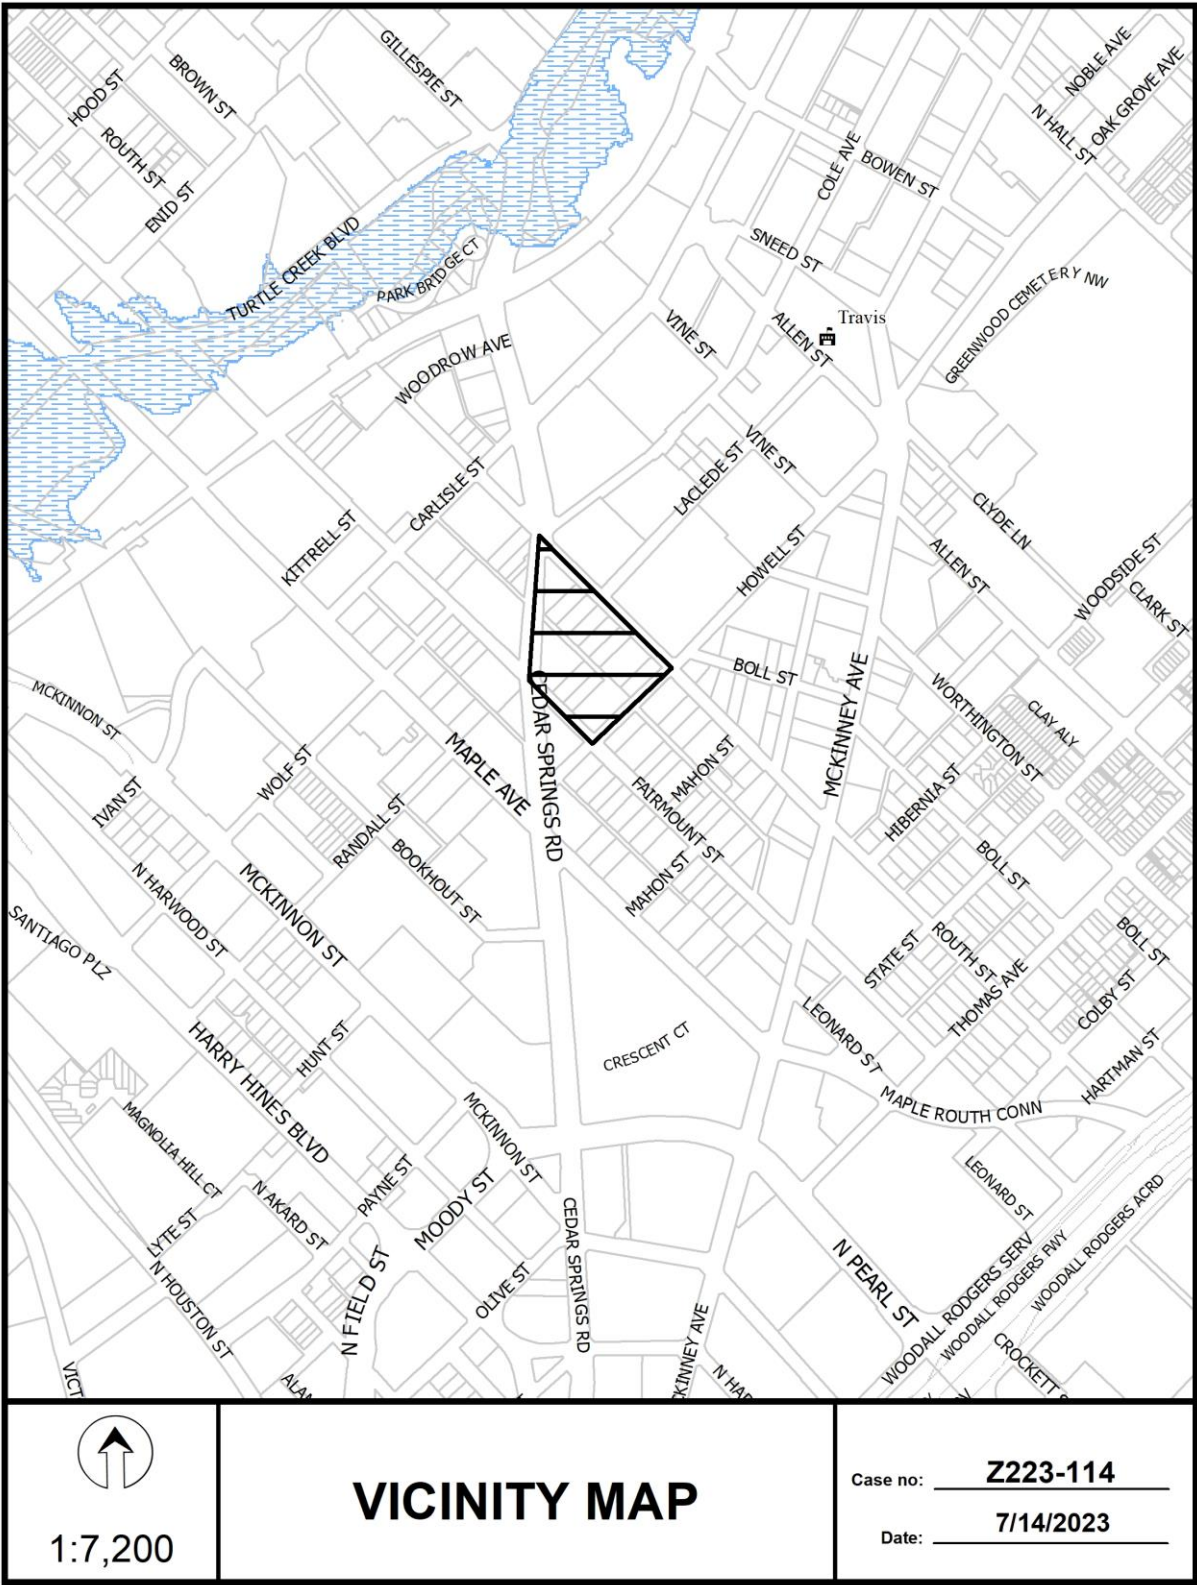 GILLESPIE ST
BROWN ST
HOOD ST
ROUTH ST
ENID ST
NOBLE AVE
OAK GROVE AVE
N HALL ST
COLE AVE
BOWEN ST
SNEED ST
TURTLE CREEK BLVD
PARK BRIDGE CT
GREENWOOD CEMETERY NW
VINE ST
ALLEN ST
Travis
WOODROW AVE
CARLISLE ST
KITTRELL ST
LACLEDE ST
VINE ST
CLYDE LN
HOWELL ST
ALLEN ST
WOODSIDE ST
CLARK ST
BOLL ST
MCKINNEY AVE
WORTHINGTON ST
CLAY ALY
MCKINNON ST
CEDAR SPRINGS RD
MAPLE AVE
WOLF ST
IVAN ST
RANDALL ST
BOOKHOUT ST
MAHON ST
FAIRMOUNT ST
MAHON ST
HIBERNIA ST
BOLL ST
N HARWOOD ST
MCKINNON ST
SANTIAGO PLZ
STATE ST
ROUTH ST
THOMAS AVE
BOLL ST
COLBY ST
HARTMAN ST
HARRY HINES BLVD
HUNT ST
CRESCENT CT
LEONARD ST
MAPLE ROUTH CONN
MAGNOLIA HILL CT
MCKINNON ST
LEONARD ST
LYTE ST
N AKARD ST
PAYNE ST
MOODY ST
CEDAR SPRINGS RD
N PEARL ST
WOODALL RODGERS SERV
WOODALL RODGERS FWY
WOODALL RODGERS ACRD
N HOUSTON ST
N FIELD ST
OLIVE ST
CKINNEY AVE
N HAR
CROCKETT S
VICT
ALAM
1:7,200
VICINITY MAP
Case no: Z223-114
Date: 7/14/2023